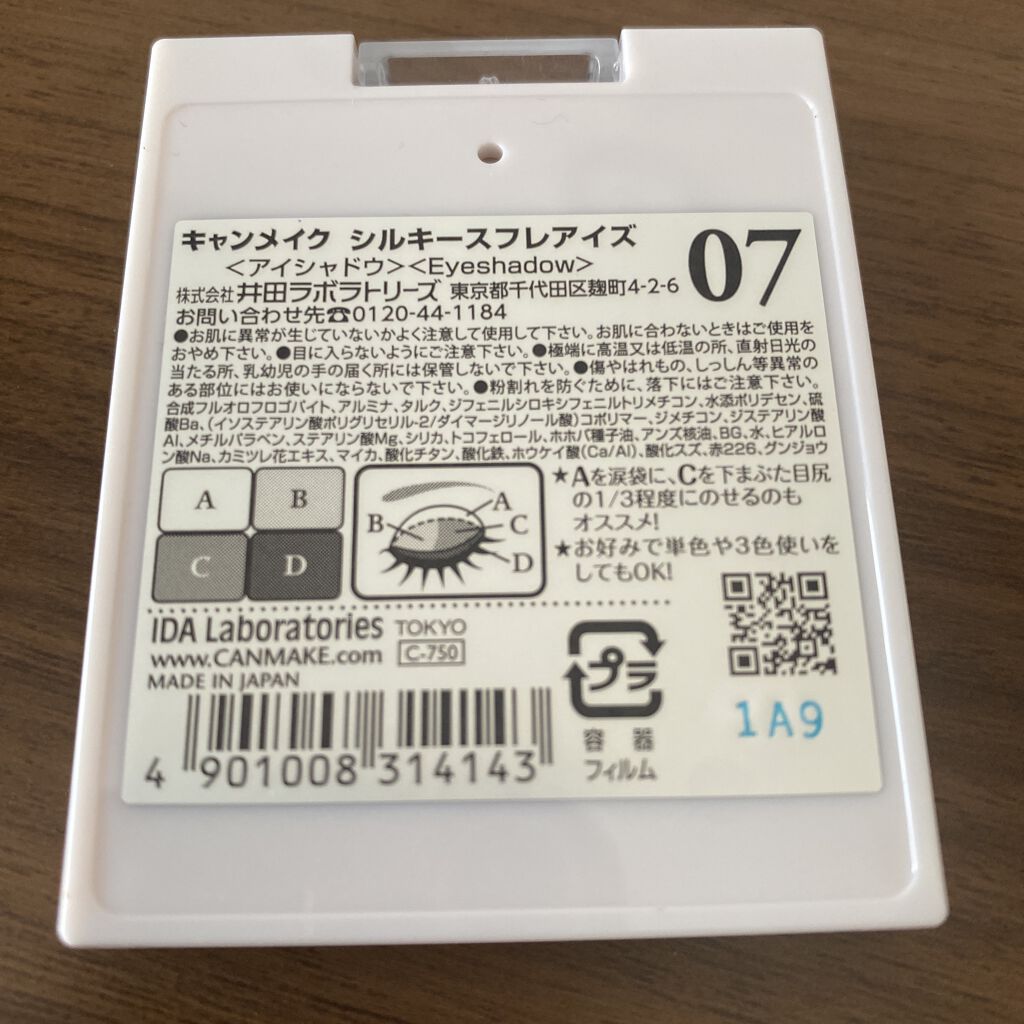 キャンメイク シルキースフレアイズ
07
<アイシャドウ><Eyeshadow>
株式会社 井田ラボラトリーズ 東京都千代田区麹町4-2-6
お問い合わせ先☎0120-44-1184
●お肌に異常が生じていないかよく注意して使用して下さい。お肌に合わないときはご使用を
おやめ下さい。●目に入らないようにご注意下さい。●極端に高温又は低温の所、直射日光の
当たる所、乳幼児の手の届く所には保管しないで下さい。●傷やはれもの、しっしん等異常の
ある部位にはお使いにならないで下さい。●粉割れを防ぐために、落下にはご注意下さい。
合成フルオロフロゴパイト、アルミナ、タルク、ジフェニルシロキシフェニルトリメチコン、水添ポリデセン、硫
酸Ba、(イソステアリン酸ポリグリセリル-2/ダイマージリノール酸)コポリマー、ジメチコン、ジステアリン酸
Al、メチルパラベン、ステアリン酸Mg、シリカ、トコフェロール、ホホバ種子油、アンズ核油、BG、水、ヒアルロ
ン酸Na、カミツレ花エキス、マイカ、酸化チタン、酸化鉄、ホウケイ酸(Ca/Al)、酸化スズ、赤226、グンジョウ
A B
C D
A
B C
D
★Aを涙袋に、Cを下まぶた目尻
の1/3程度にのせるのも
オススメ!
★お好みで単色や3色使いを
してもOK!
IDA Laboratories TOKYO
www.CANMAKE.com C-750
MADE IN JAPAN
プラ
容器
フィルム
1A9
4 901008 314143